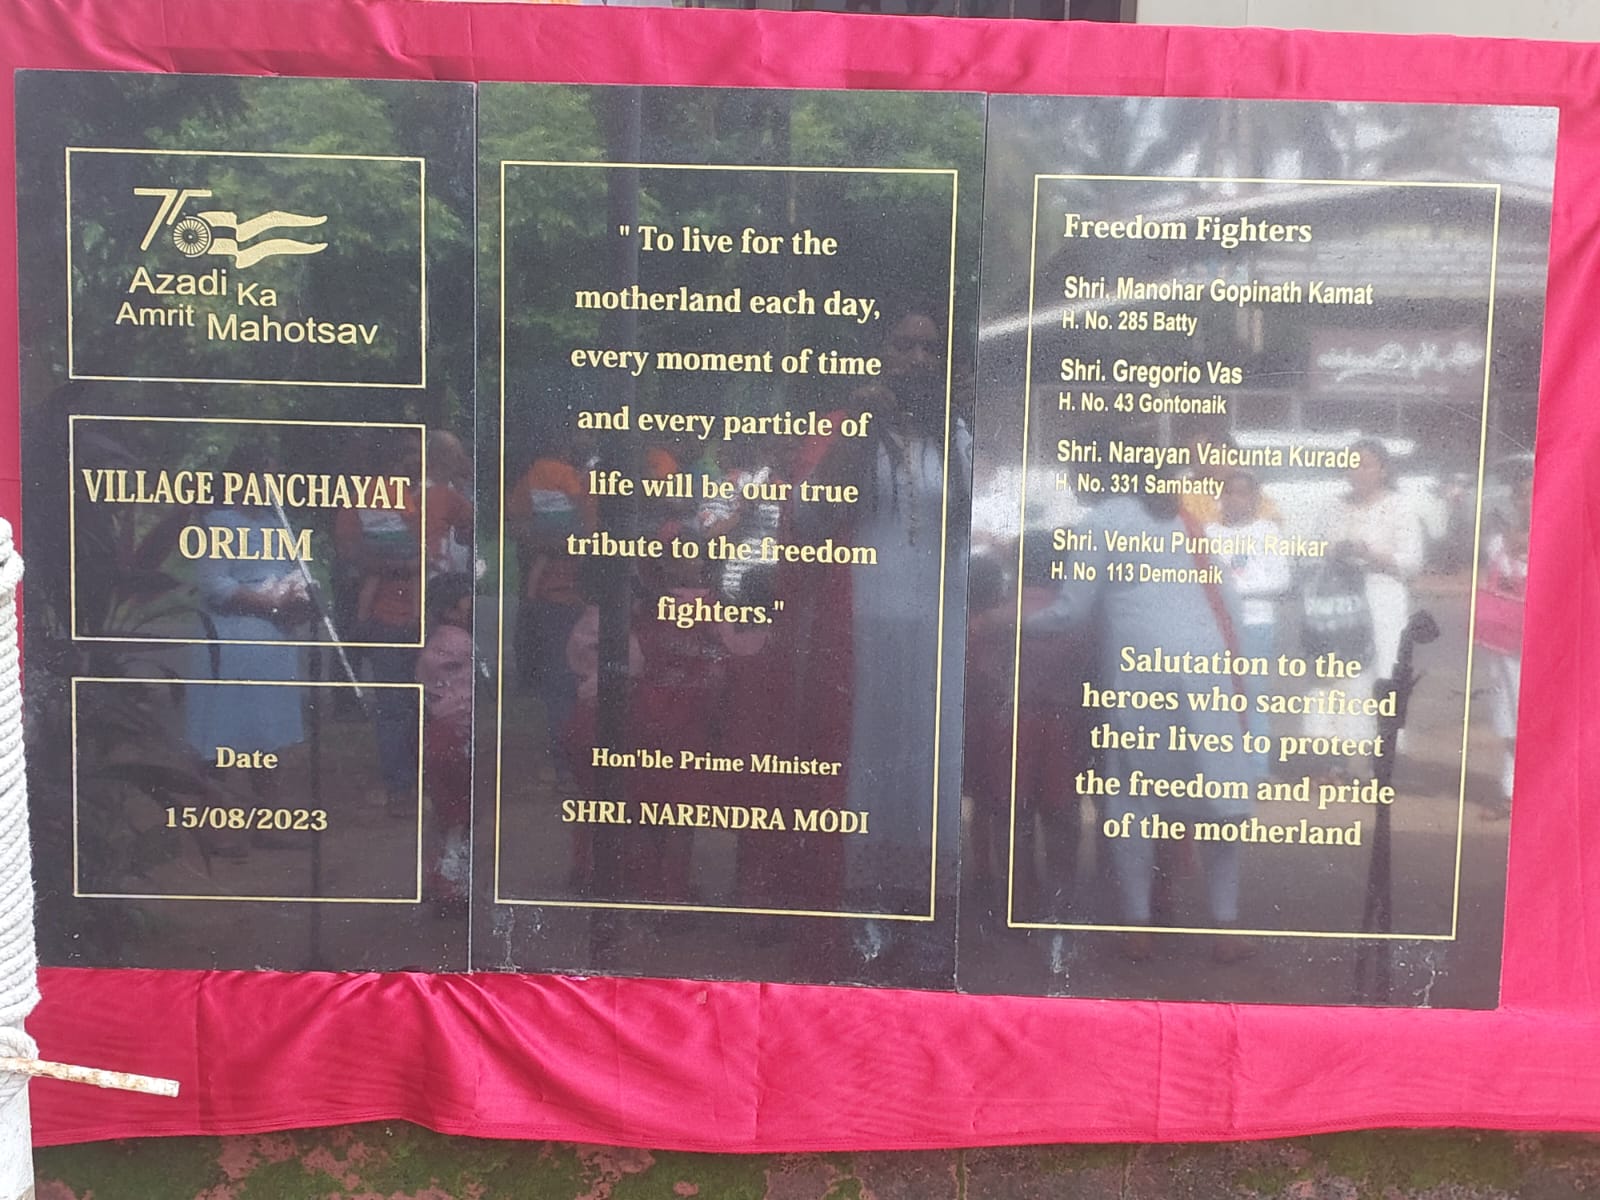 75
Azadi Ka
Amrit Mahotsav
VILLAGE PANCHAYAT
ORLIM
Date
15/08/2023
" To live for the
motherland each day,
every moment of time
and every particle of
life will be our true
tribute to the freedom
fighters."
Hon'ble Prime Minister
SHRI. NARENDRA MODI
Freedom Fighters
Shri. Manohar Gopinath Kamat
H. No. 285 Batty
Shri. Gregorio Vas
H. No. 43 Gontonaik
Shri. Narayan Vaicunta Kurade
H. No. 331 Sambatty
Shri. Venku Pundalik Raikar
H. No 113 Demonaik
Salutation to the
heroes who sacrificed
their lives to protect
the freedom and pride
of the motherland